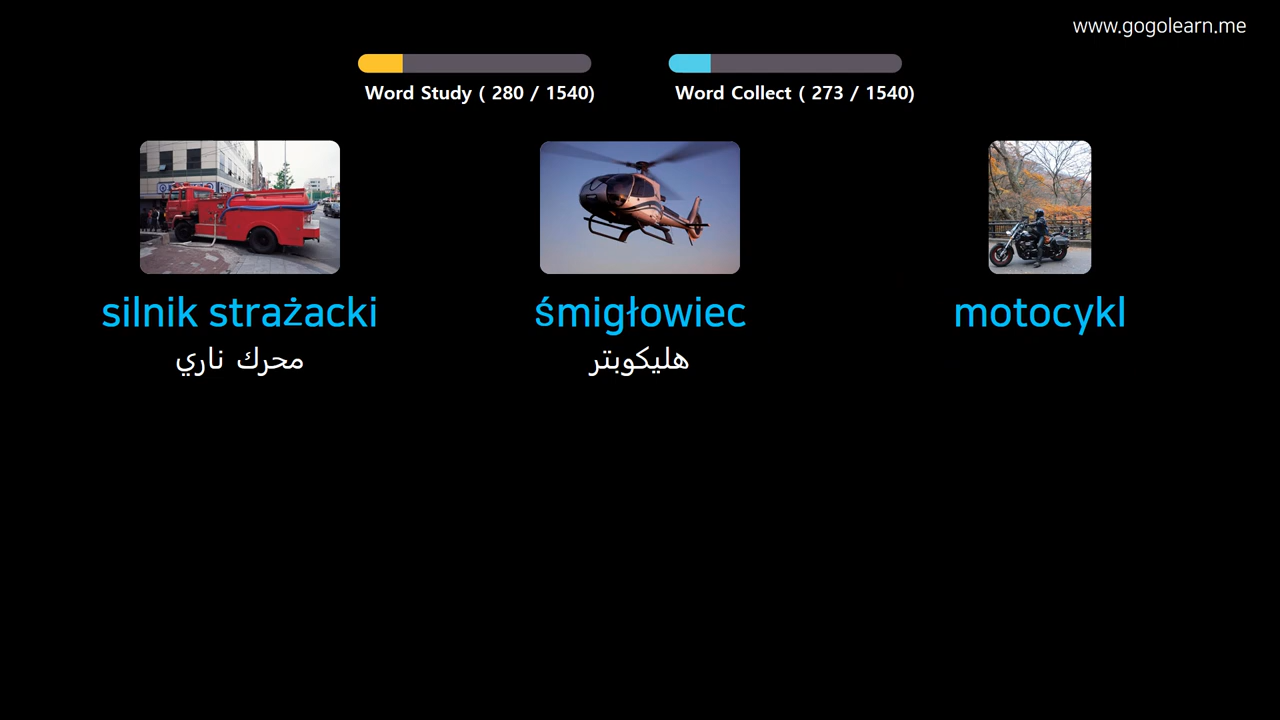 www.gogolearn.me
Word Study ( 280 / 1540)
Word Collect ( 273 / 1540)
silnik strażacki
محرك ناري
śmigłowiec
هليكوبتر
motocykl